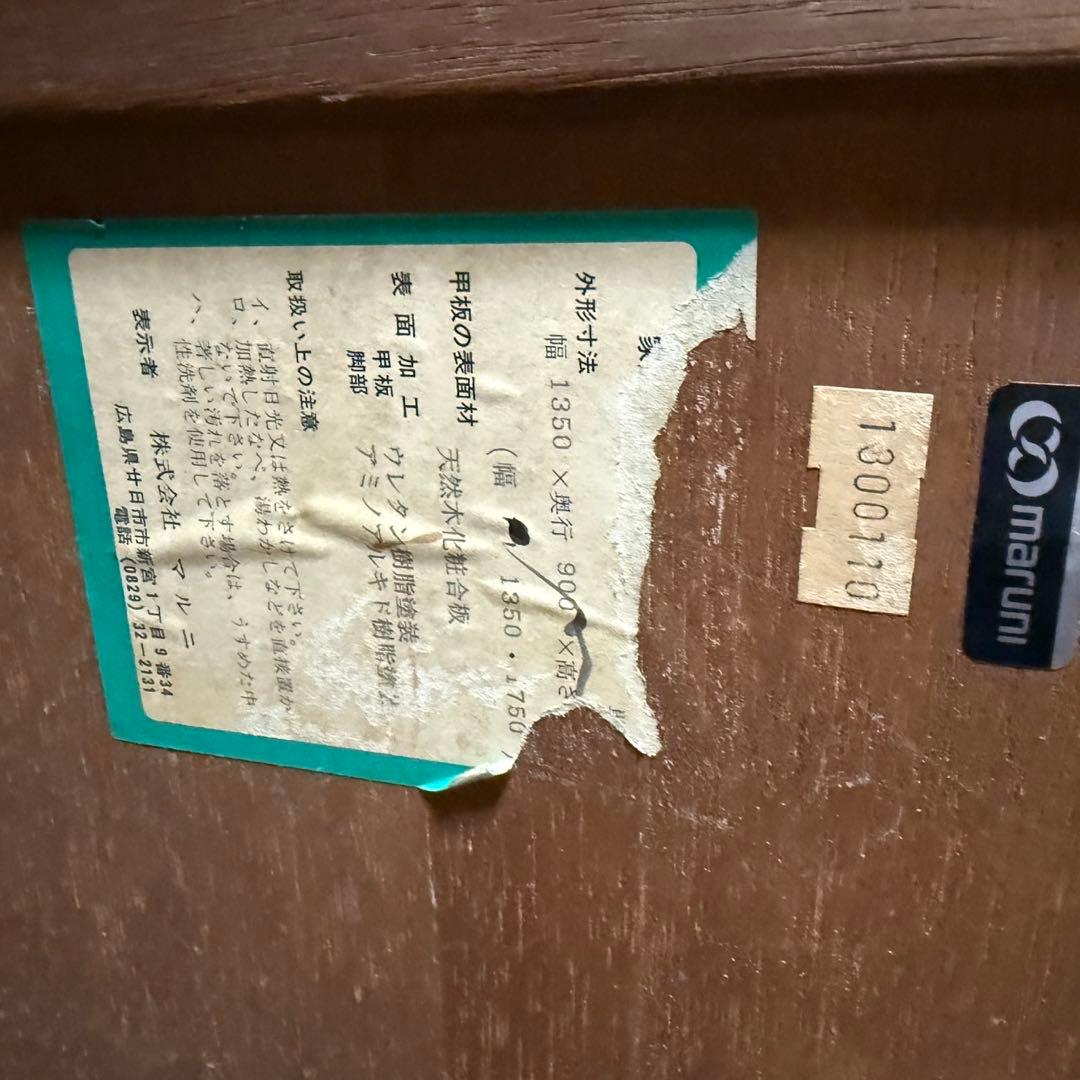 maruni
100110
家
外形寸法
幅 1350 ×奥行 900 ×高さ
(幅 1350・1750)
甲板の表面材 天然木化粧合板
表面加工
甲板 ウレタン樹脂塗装
脚部 アミノアルキド樹脂塗
取扱い上の注意
イ、直射日光又は熱をさけて下さい。
ロ、加熱したなべ、湯わかしなどを直接置か
ないで下さい。
ハ、著しい汚れを落とす場合は、うすめた中
性洗剤を使用して下さい。
表示者 株式会社 マルニ
広島県廿日市市新宮1丁目9番34
電話 (0829) 32-2131